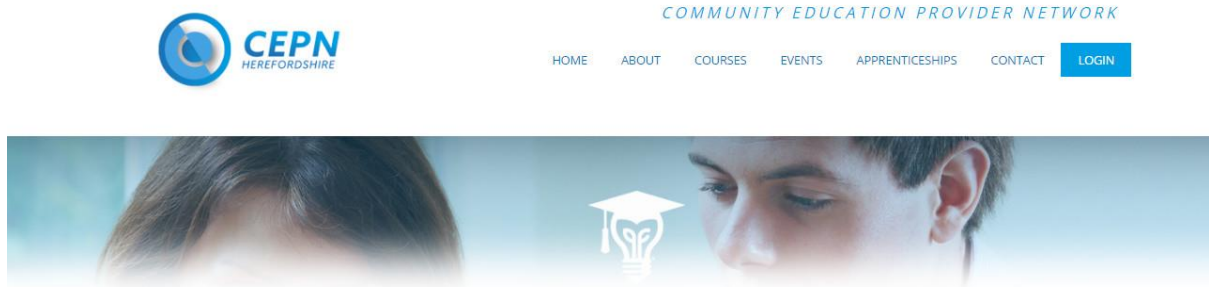 COMMUNITY EDUCATION PROVIDER NETWORK
CEPN
HEREFORDSHIRE
HOME ABOUT COURSES EVENTS APPRENTICESHIPS CONTACT LOGIN